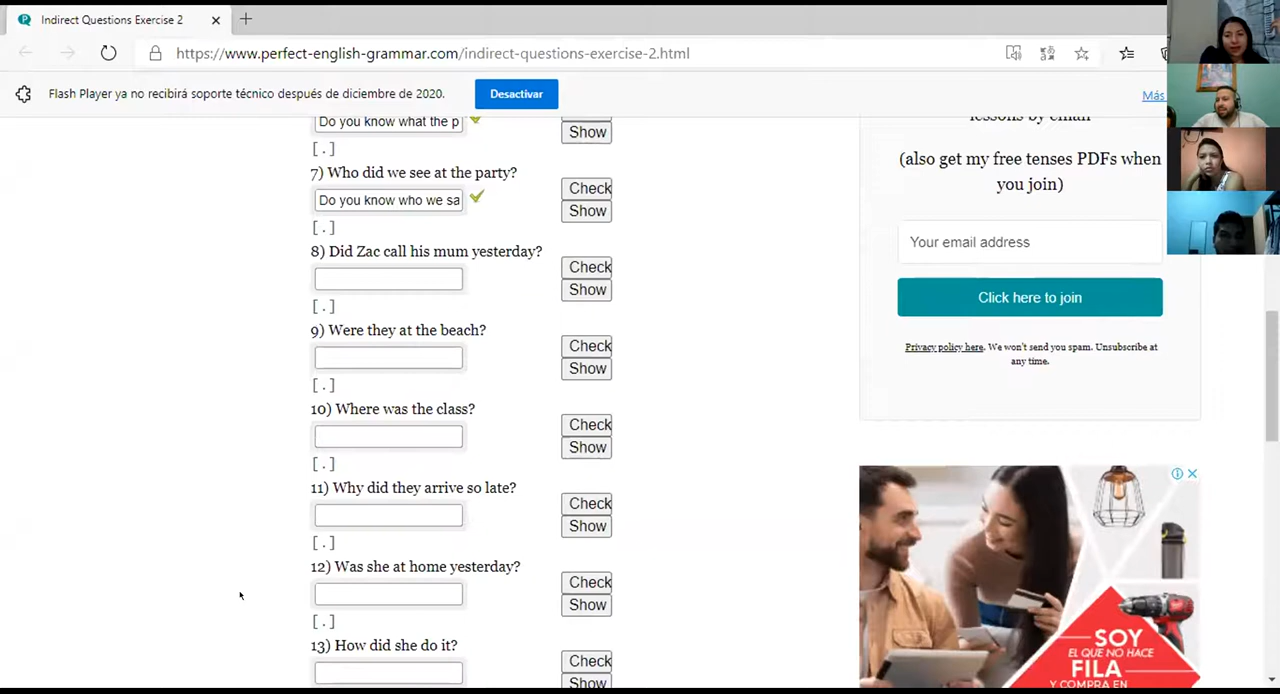 Indirect Questions Exercise 2
https://www.perfect-english-grammar.com/indirect-questions-exercise-2.html
Flash Player ya no recibirá soporte técnico después de diciembre de 2020.
Desactivar
Más
Do you know what the p
Show
[ . ]
7) Who did we see at the party?
Check
Do you know who we sa
Show
[ . ]
8) Did Zac call his mum yesterday?
Check
Show
[ . ]
9) Were they at the beach?
Check
Show
[ . ]
10) Where was the class?
Check
Show
[ . ]
11) Why did they arrive so late?
Check
Show
[ . ]
12) Was she at home yesterday?
Check
Show
[ . ]
13) How did she do it?
Check
Show
lessons by email
(also get my free tenses PDFs when
you join)
Your email address
Click here to join
Privacy policy here. We won't send you spam. Unsubscribe at
any time.
SOY
EL QUE NO HACE
FILA
Y COMPRA EN